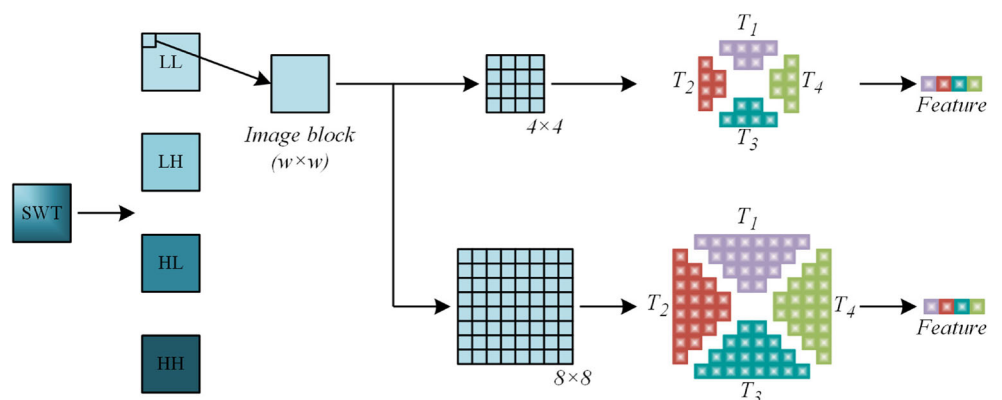 SWT
LL
LH
HL
HH
Image block
(w×w)
4×4
T1
T2
T4
T3
Feature
8×8
T1
T2
T4
T3
Feature